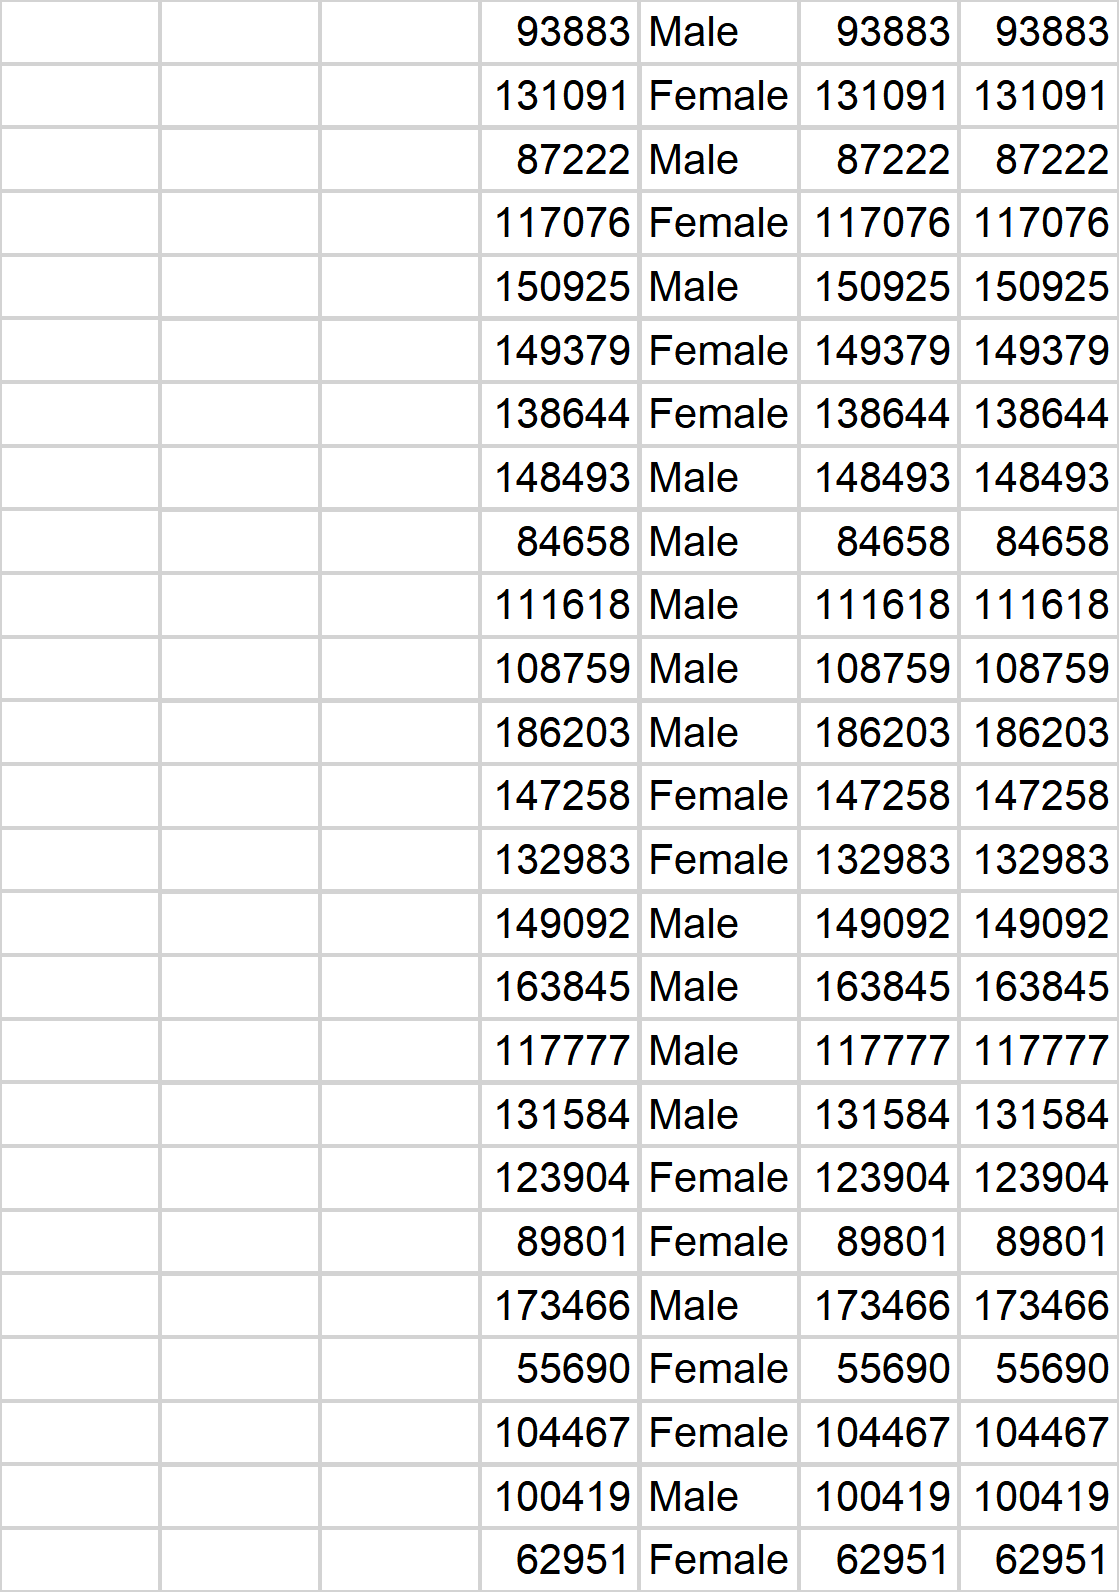 93883 Male 93883 93883
131091 Female 131091 131091
87222 Male 87222 87222
117076 Female 117076 117076
150925 Male 150925 150925
149379 Female 149379 149379
138644 Female 138644 138644
148493 Male 148493 148493
84658 Male 84658 84658
111618 Male 111618 111618
108759 Male 108759 108759
186203 Male 186203 186203
147258 Female 147258 147258
132983 Female 132983 132983
149092 Male 149092 149092
163845 Male 163845 163845
117777 Male 117777 117777
131584 Male 131584 131584
123904 Female 123904 123904
89801 Female 89801 89801
173466 Male 173466 173466
55690 Female 55690 55690
104467 Female 104467 104467
100419 Male 100419 100419
62951 Female 62951 62951